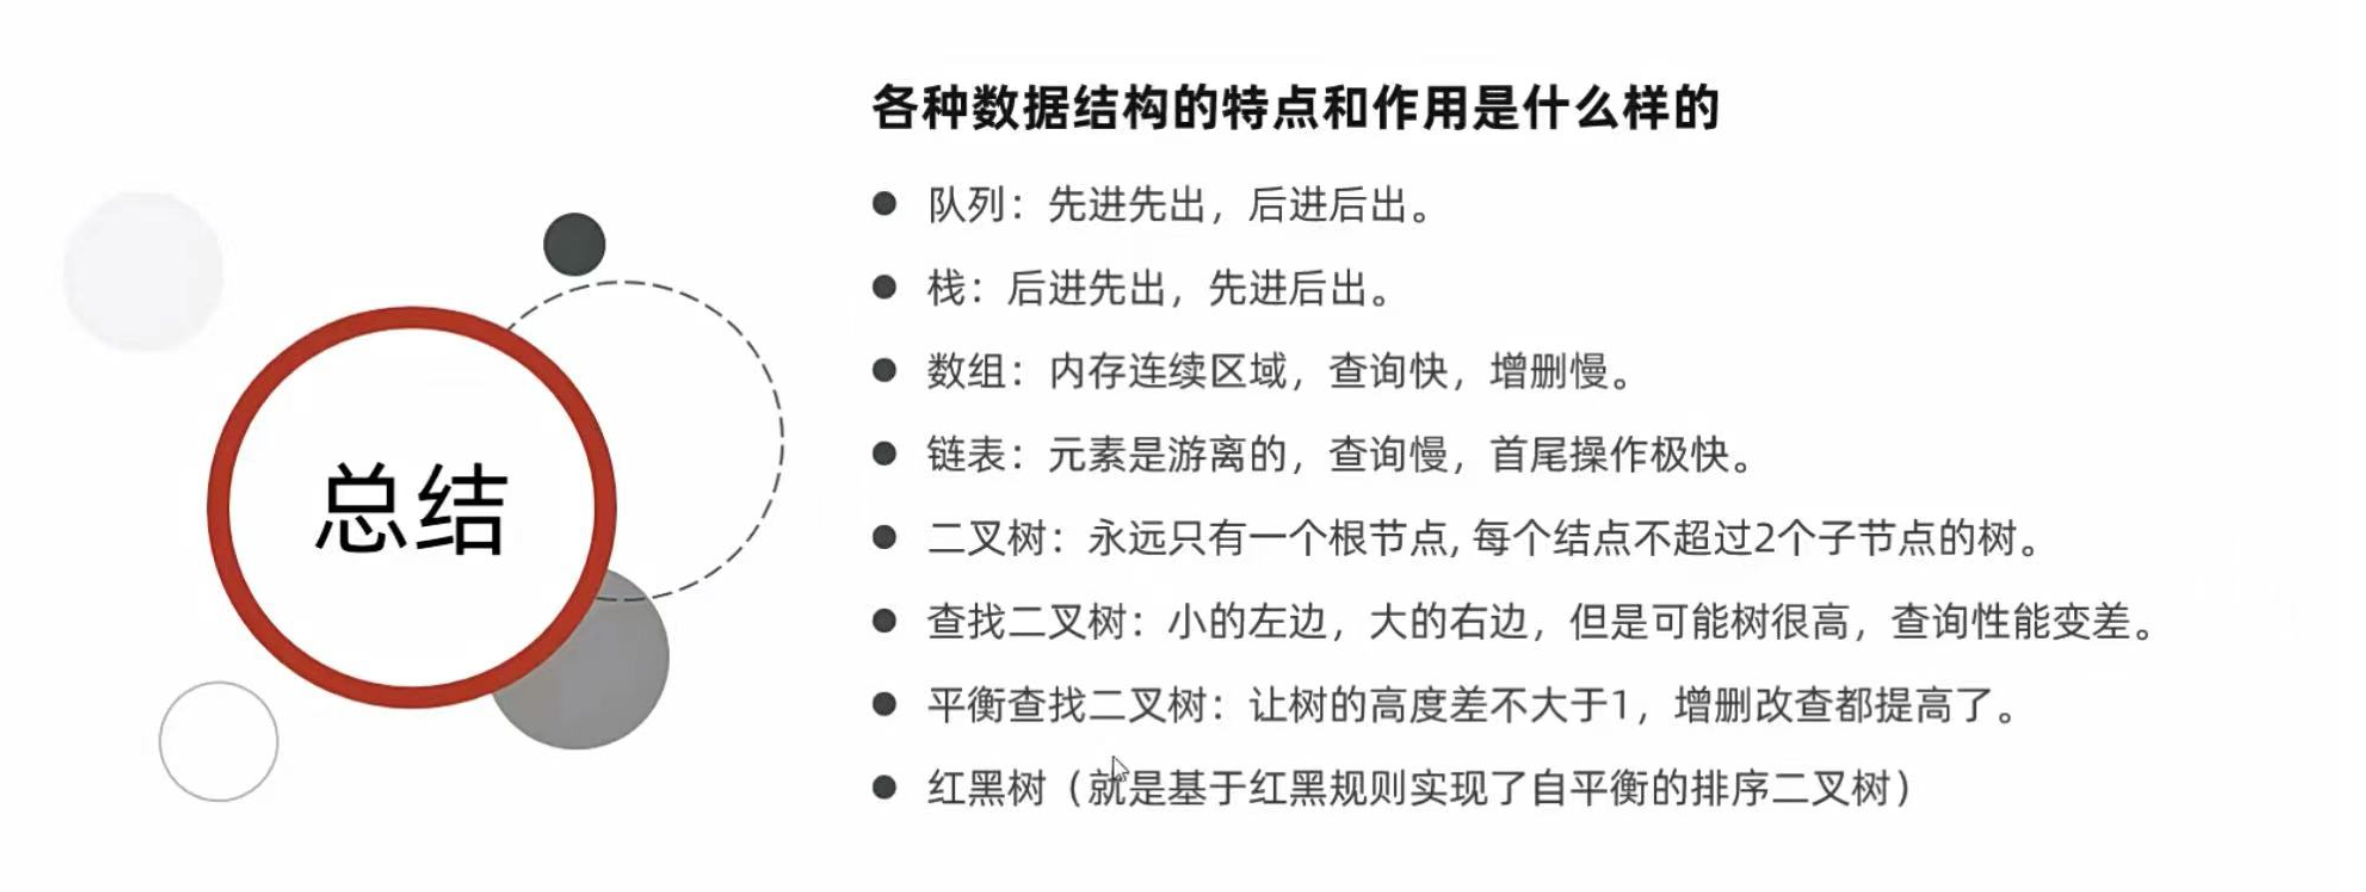 各种数据结构的特点和作用是什么样的
队列：先进先出，后进后出。
栈：后进先出，先进后出。
数组：内存连续区域，查询快，增删慢。
链表：元素是游离的，查询慢，首尾操作极快。
二叉树：永远只有一个根节点, 每个结点不超过2个子节点的树。
查找二叉树：小的左边，大的右边，但是可能树很高，查询性能变差。
平衡查找二叉树：让树的高度差不大于1，增删改查都提高了。
红黑树（就是基于红黑规则实现了自平衡的排序二叉树）
总结